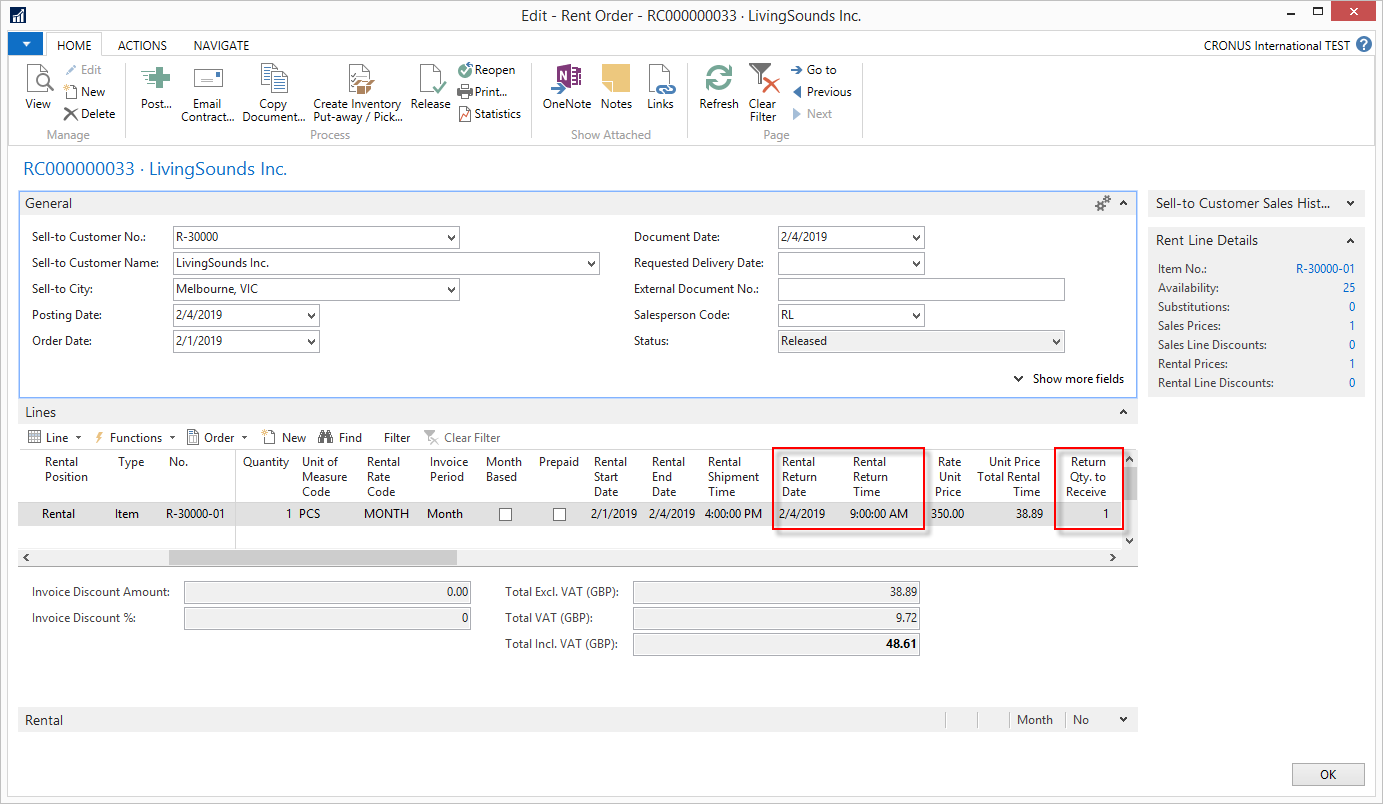 Edit - Rent Order - RC000000033 · LivingSounds Inc.
HOME ACTIONS NAVIGATE CRONUS International TEST ?
View Edit New Delete
Manage
Post... Email Contract... Copy Document... Create Inventory Put-away / Pick... Release Reopen Print... Statistics
Process
OneNote Notes Links
Show Attached
Refresh Clear Filter Go to Previous Next
Page
RC000000033 · LivingSounds Inc.
General
Sell-to Customer No.: R-30000
Sell-to Customer Name: LivingSounds Inc.
Sell-to City: Melbourne, VIC
Posting Date: 2/4/2019
Order Date: 2/1/2019
Document Date: 2/4/2019
Requested Delivery Date:
External Document No.:
Salesperson Code: RL
Status: Released
Show more fields
Sell-to Customer Sales Hist...
Rent Line Details
Item No.: R-30000-01
Availability: 25
Substitutions: 0
Sales Prices: 1
Sales Line Discounts: 0
Rental Prices: 1
Rental Line Discounts: 0
Lines
Line Functions Order New Find Filter Clear Filter
Rental Position Type No. Quantity Unit of Measure Code Rental Rate Code Invoice Period Month Based Prepaid Rental Start Date Rental End Date Rental Shipment Time Rental Return Date Rental Return Time Rate Unit Price Unit Price Total Rental Time Return Qty. to Receive
Rental Item R-30000-01 1 PCS MONTH Month 2/1/2019 2/4/2019 4:00:00 PM 2/4/2019 9:00:00 AM 350.00 38.89 1
Invoice Discount Amount: 0.00
Invoice Discount %: 0
Total Excl. VAT (GBP): 38.89
Total VAT (GBP): 9.72
Total Incl. VAT (GBP): 48.61
Rental Month No
OK